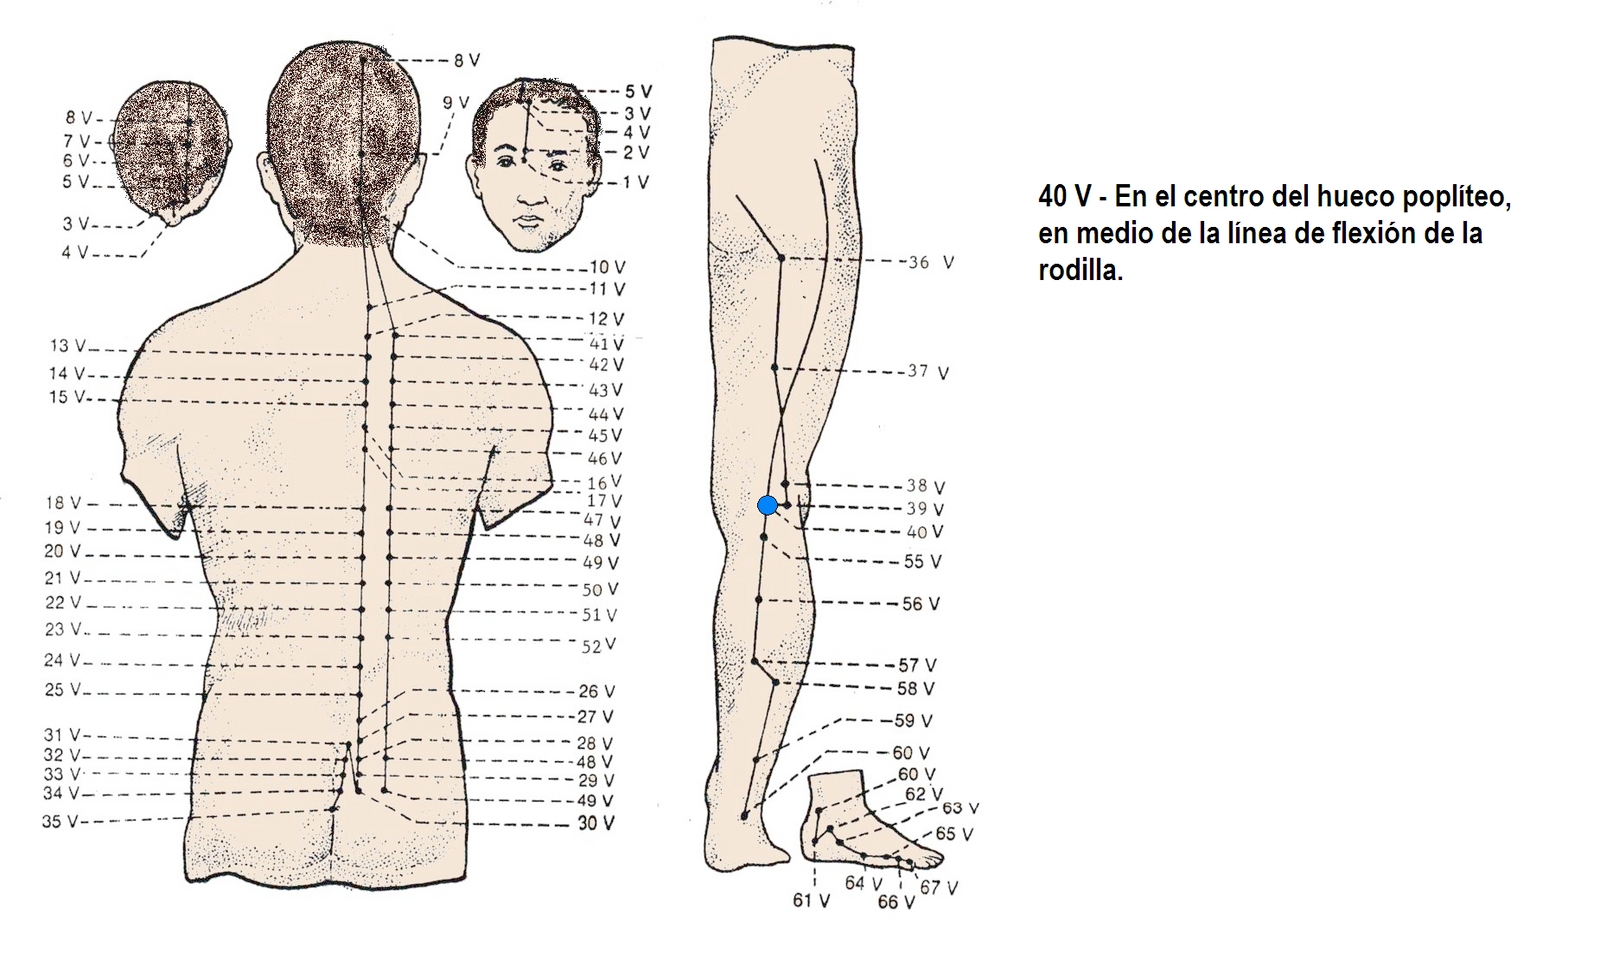 8 V
7 V
6 V
5 V
3 V
4 V
8 V
9 V
5 V
3 V
4 V
2 V
1 V
10 V
11 V
12 V
41 V
42 V
43 V
44 V
45 V
46 V
16 V
17 V
47 V
48 V
49 V
50 V
51 V
52 V
26 V
27 V
28 V
48 V
29 V
49 V
30 V
13 V
14 V
15 V
18 V
19 V
20 V
21 V
22 V
23 V
24 V
25 V
31 V
32 V
33 V
34 V
35 V
36 V
37 V
38 V
39 V
40 V
55 V
56 V
57 V
58 V
59 V
60 V
60 V
62 V
63 V
65 V
64 V
67 V
61 V
66 V
40 V - En el centro del hueco poplíteo,
en medio de la línea de flexión de la
rodilla.